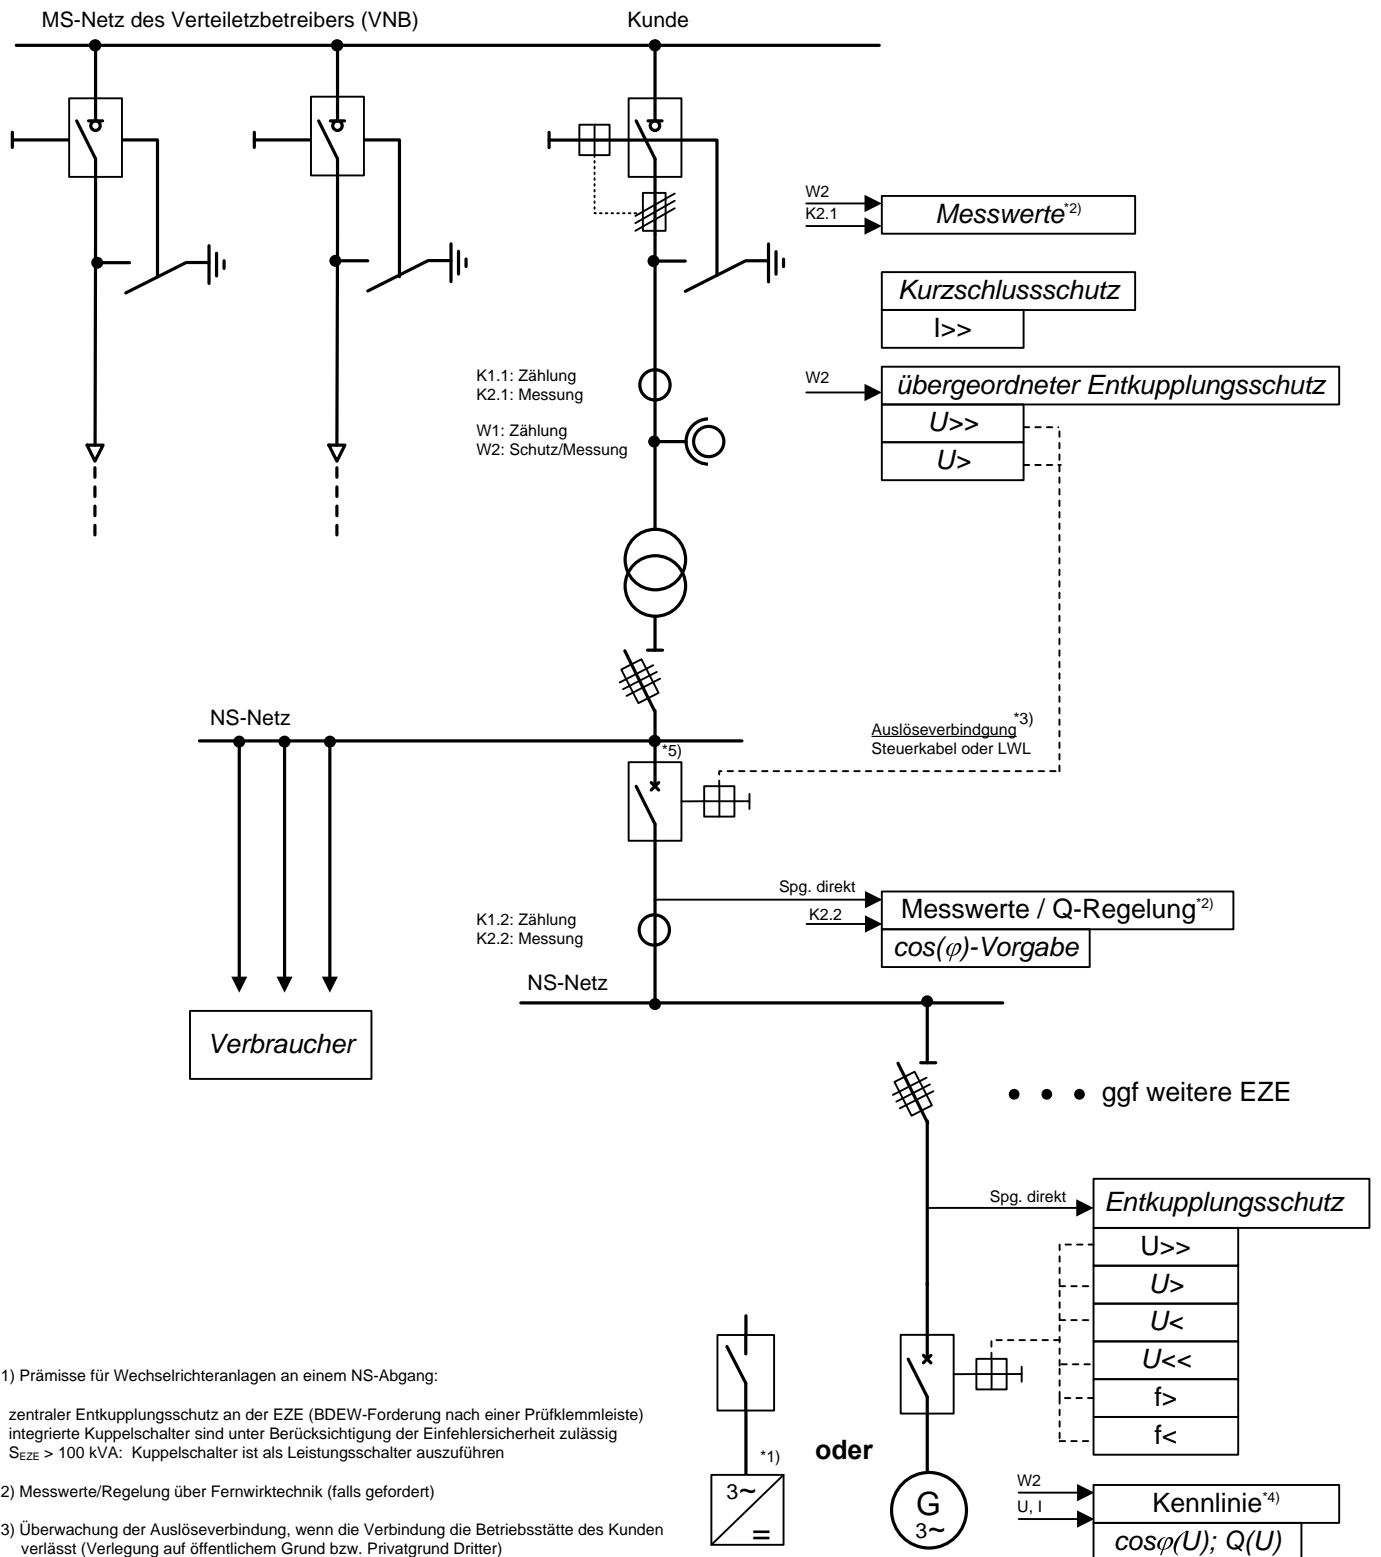 MS-Netz des Verteiletzbetreibers (VNB)
Kunde
W2
K2.1
Messwerte*2)
Kurzschlussschutz
I>>
K1.1: Zählung
K2.1: Messung
W1: Zählung
W2: Schutz/Messung
W2
übergeordneter Entkupplungsschutz
U>>
U>
NS-Netz
*5)
Auslöseverbindgung*3)
Steuerkabel oder LWL
Spg. direkt
K2.2
Messwerte / Q-Regelung*2)
cos(φ)-Vorgabe
K1.2: Zählung
K2.2: Messung
NS-Netz
Verbraucher
ggf weitere EZE
Spg. direkt
Entkupplungsschutz
U>>
U>
U<
U<<
f>
f<
1) Prämisse für Wechselrichteranlagen an einem NS-Abgang:
zentraler Entkupplungsschutz an der EZE (BDEW-Forderung nach einer Prüfklemmleiste)
integrierte Kuppelschalter sind unter Berücksichtigung der Einfehlersicherheit zulässig
SEZE > 100 kVA: Kuppelschalter ist als Leistungsschalter auszuführen
2) Messwerte/Regelung über Fernwirktechnik (falls gefordert)
3) Überwachung der Auslöseverbindung, wenn die Verbindung die Betriebsstätte des Kunden
verlässt (Verlegung auf öffentlichem Grund bzw. Privatgrund Dritter)
*1)
3~
=
oder
G
3~
W2
U, I
Kennlinie*4)
cosφ(U); Q(U)